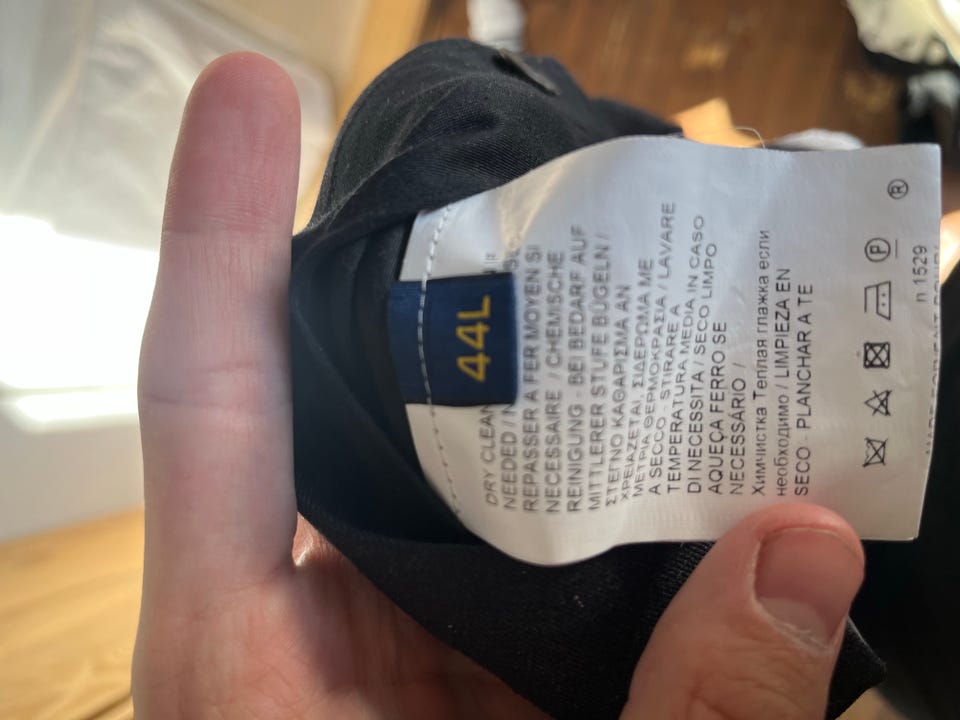 44L
DRY CLEAN
NEEDED /
REPASSER A FER MOYEN SI
NECESSAIRE / CHEMISCHE
REINIGUNG - BEI BEDARF AUF
MITTLERER STUFE BÜGELN /
ΣΤΕΓΝΟ ΚΑΘΑΡΙΣΜΑ ΑΝ
ΧΡΕΙΑΖΕΤΑΙ, ΣΙΔΕΡΩΜΑ ΜΕ
ΜΕΤΡΙΑ ΘΕΡΜΟΚΡΑΣΙΑ / LAVARE
A SECCO - STIRARE A
TEMPERATURA MEDIA IN CASO
DI NECESSITA / SECO LIMPO
AQUEÇA FERRO SE
NECESSÁRIO /
Химчистка Теплая глажка если
необходимо / LIMPIEZA EN
SECO - PLANCHAR A TE
P
®
n 1529